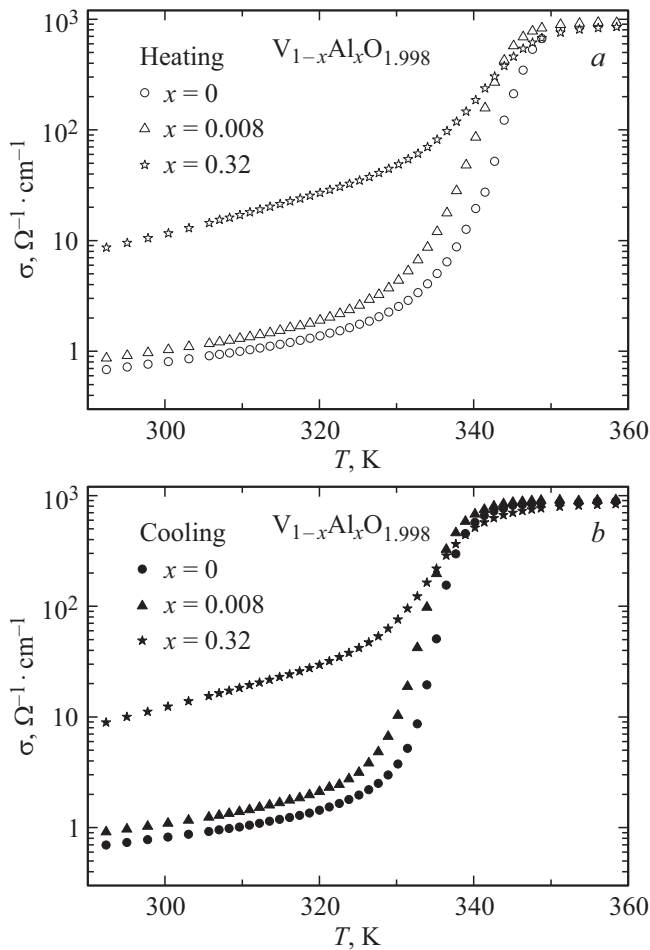 10³
10²
10
1
σ, Ω⁻¹ · cm⁻¹
Heating
V₁₋ₓAlₓO₁.₉₉₈
a
○ x = 0
△ x = 0.008
☆ x = 0.32
300 320 340 360
T, K
10³
10²
10
1
σ, Ω⁻¹ · cm⁻¹
Cooling
V₁₋ₓAlₓO₁.₉₉₈
b
● x = 0
▲ x = 0.008
★ x = 0.32
300 320 340 360
T, K